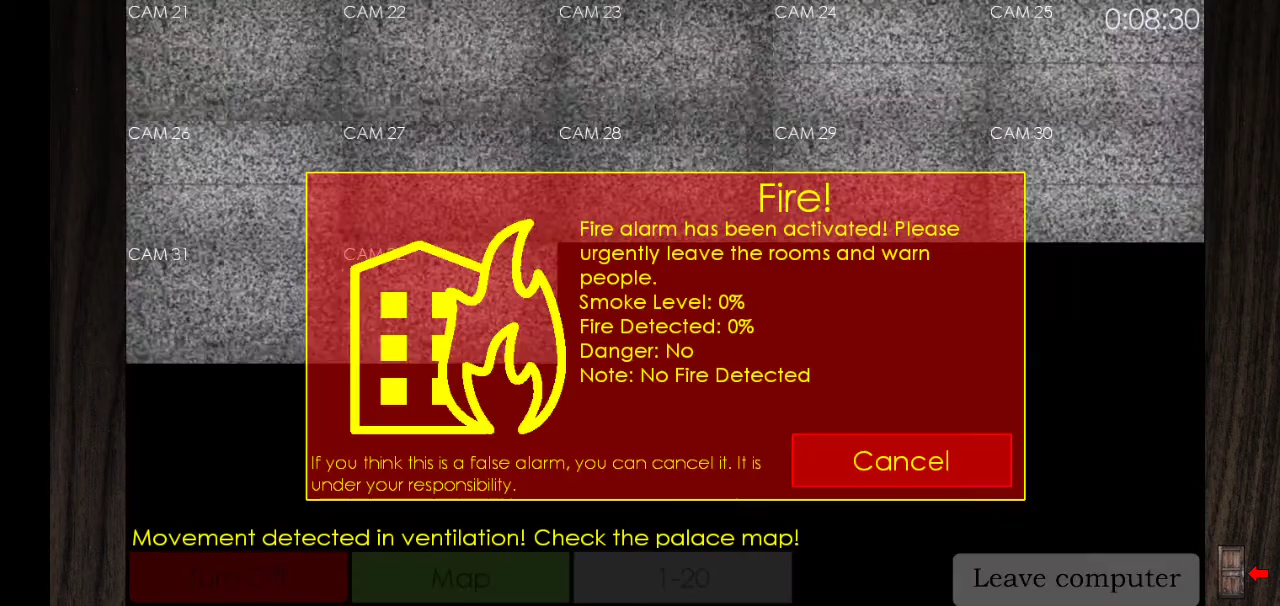 CAM 21 CAM 22 CAM 23 CAM 24 CAM 25 0:08:30
CAM 26 CAM 27 CAM 28 CAM 29 CAM 30
Fire!
Fire alarm has been activated! Please
urgently leave the rooms and warn
people.
CAM 31 CAM 32
Smoke Level: 0%
Fire Detected: 0%
Danger: No
Note: No Fire Detected
If you think this is a false alarm, you can cancel it. It is
under your responsibility.
Cancel
Movement detected in ventilation! Check the palace map!
Turn Off Map 1-20 Leave computer